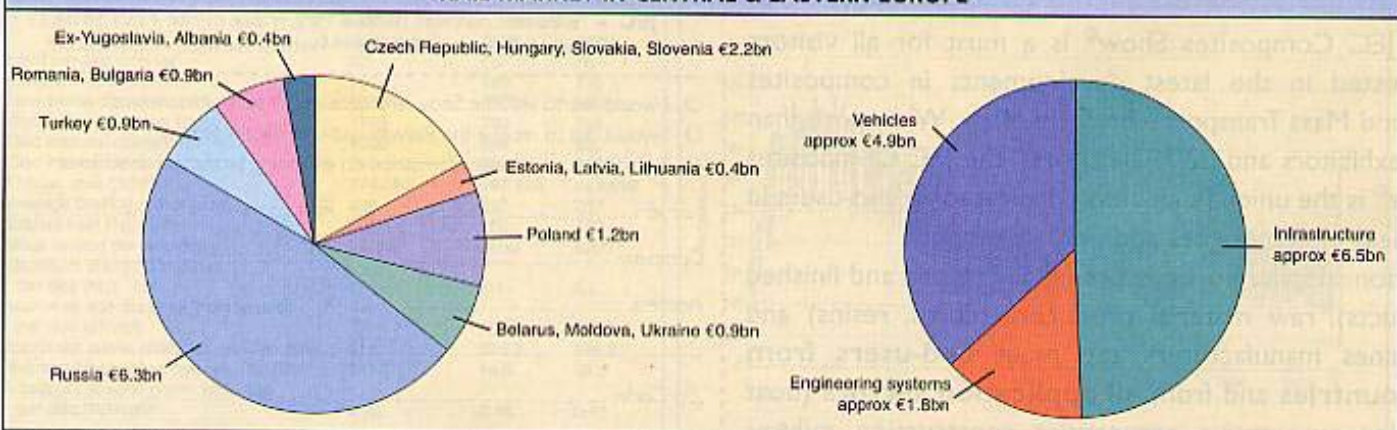 Ex-Yugoslavia, Albania €0.4bn
Czech Republic, Hungary, Slovakia, Slovenia €2.2bn
Romania, Bulgaria €0.9bn
Turkey €0.9bn
Estonia, Latvia, Lithuania €0.4bn
Poland €1.2bn
Belarus, Moldova, Ukraine €0.9bn
Russia €6.3bn
Vehicles
approx €4.9bn
Infrastructure
approx €6.5bn
Engineering systems
approx €1.8bn